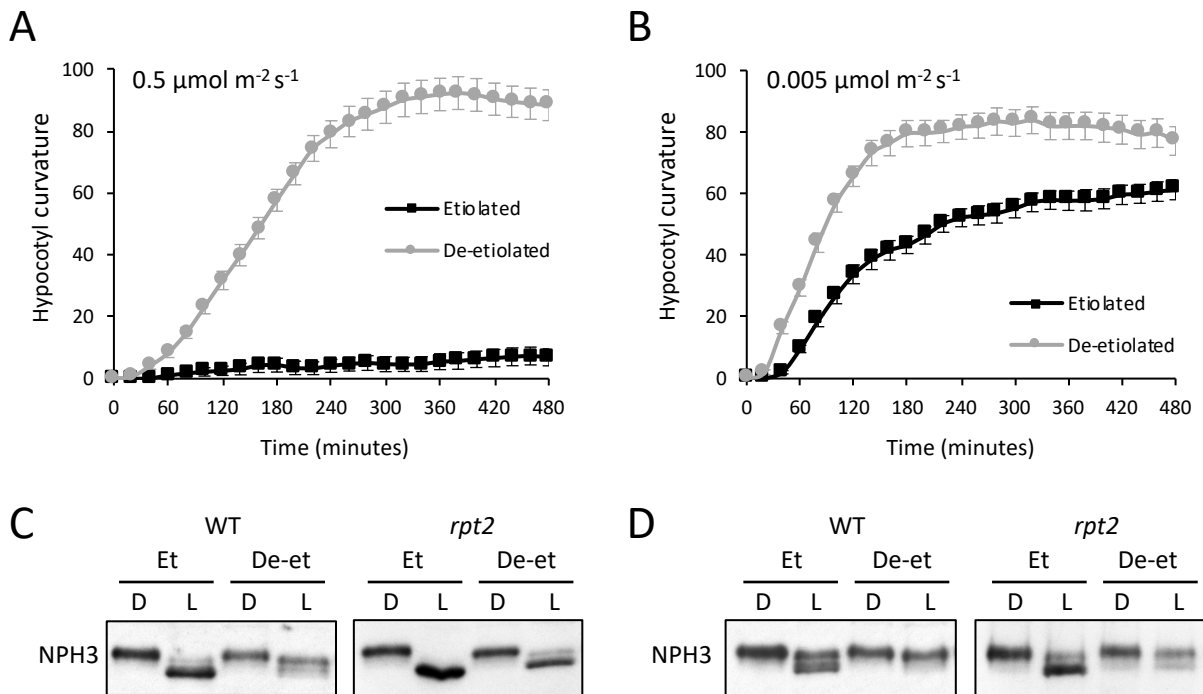 A
0.5 μmol m⁻² s⁻¹
Hypocotyl curvature
100
80
60
40
20
0
Etiolated
De-etiolated
0 60 120 180 240 300 360 420 480
Time (minutes)
B
0.005 μmol m⁻² s⁻¹
Hypocotyl curvature
100
80
60
40
20
0
Etiolated
De-etiolated
0 60 120 180 240 300 360 420 480
Time (minutes)
C
WT rpt2
Et De-et Et De-et
D L D L D L D L
NPH3
D
WT rpt2
Et De-et Et De-et
D L D L D L D L
NPH3